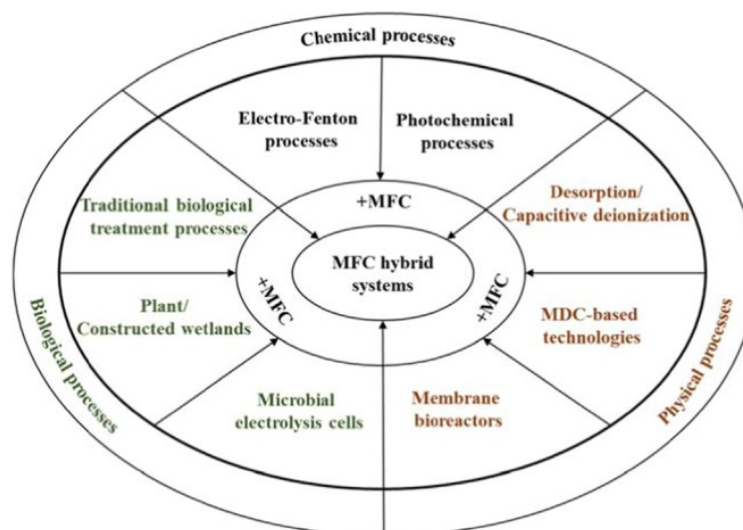 Chemical processes
Electro-Fenton
processes
Photochemical
processes
Traditional biological
treatment processes
Desorption/
Capacitive deionization
+MFC
MFC hybrid
systems
+MFC
+MFC
Plant/
Constructed wetlands
MDC-based
technologies
Biological processes
Physical processes
Microbial
electrolysis cells
Membrane
bioreactors